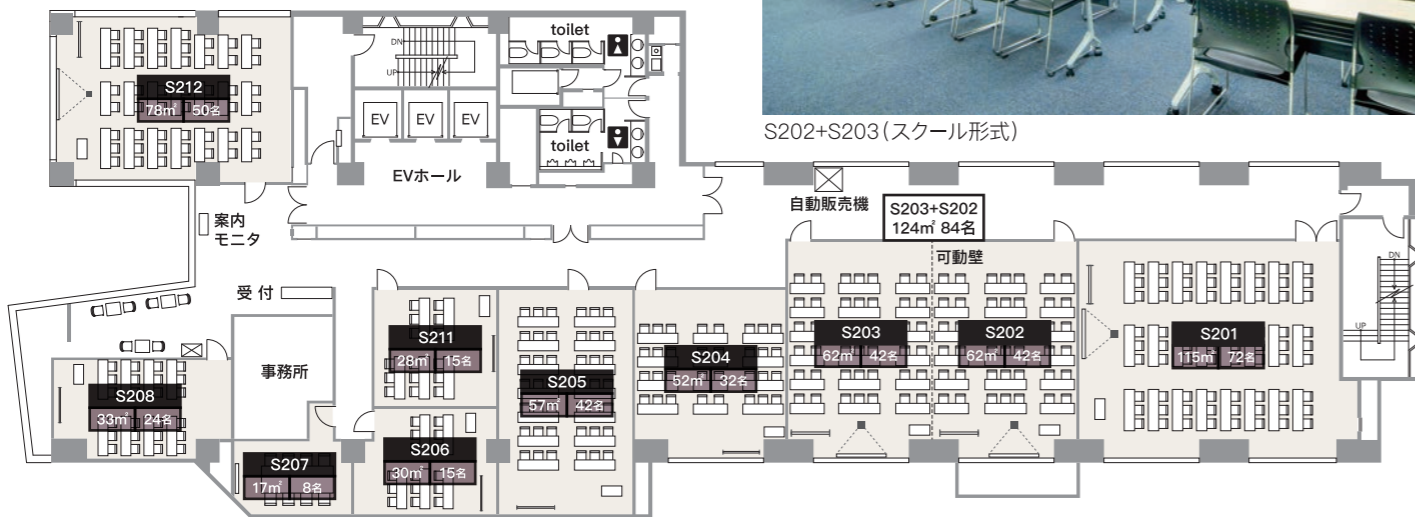 toilet
DN
UP
S212
78㎡ 50名
EV EV EV
toilet
S202+S203(スクール形式)
EVホール
自動販売機
S203+S202
124㎡ 84名
案内
モニタ
可動壁
DN
受付
S211
28㎡ 15名
S203
62㎡ 42名
S202
62㎡ 42名
S201
115㎡ 72名
UP
S204
52㎡ 32名
事務所
S205
57㎡ 42名
S208
33㎡ 24名
S206
30㎡ 15名
S207
17㎡ 8名